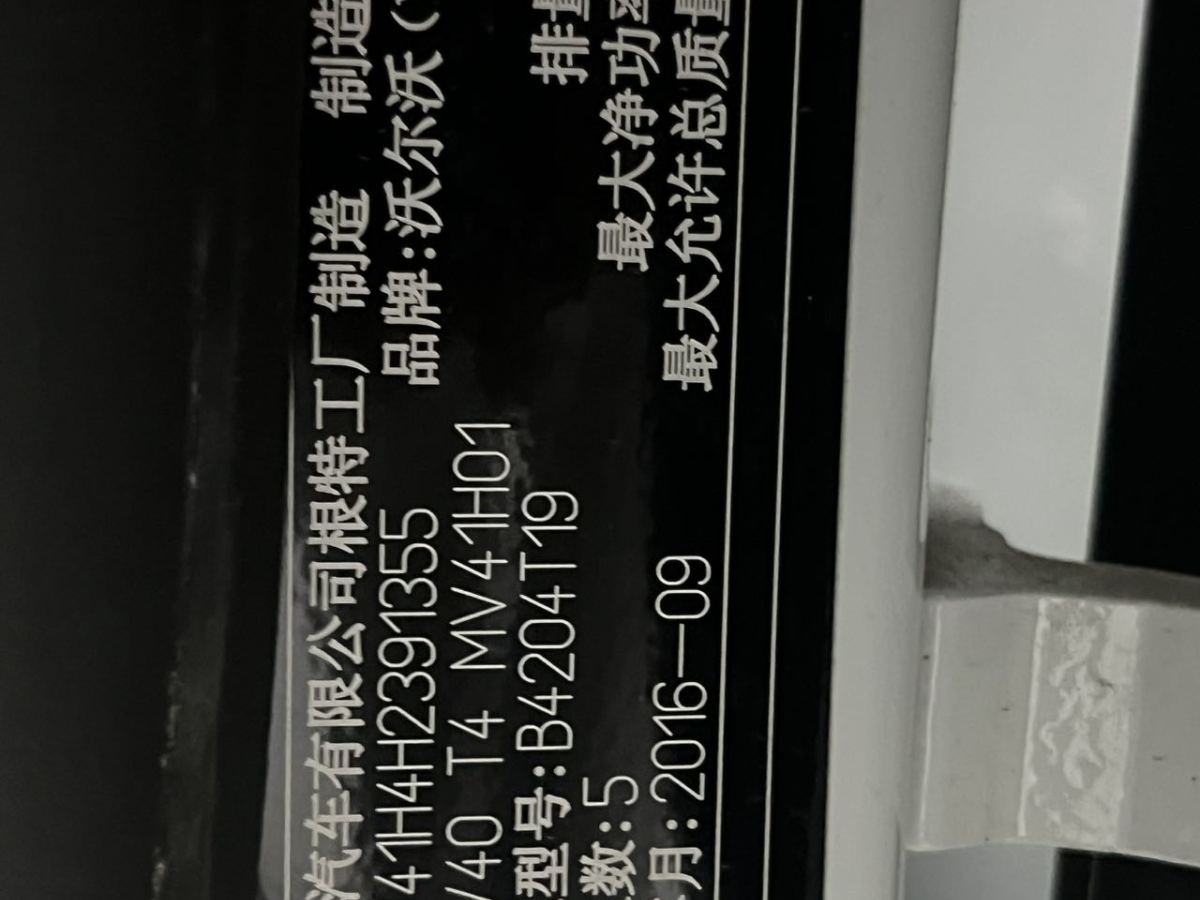 汽车有限公司根特工厂制造 制造
41H4H2391355 品牌:沃尔沃(
V40 T4 MV41H01
型号:B4204T19 排量
数:5 最大净功率
月:2016-09 最大允许总质量